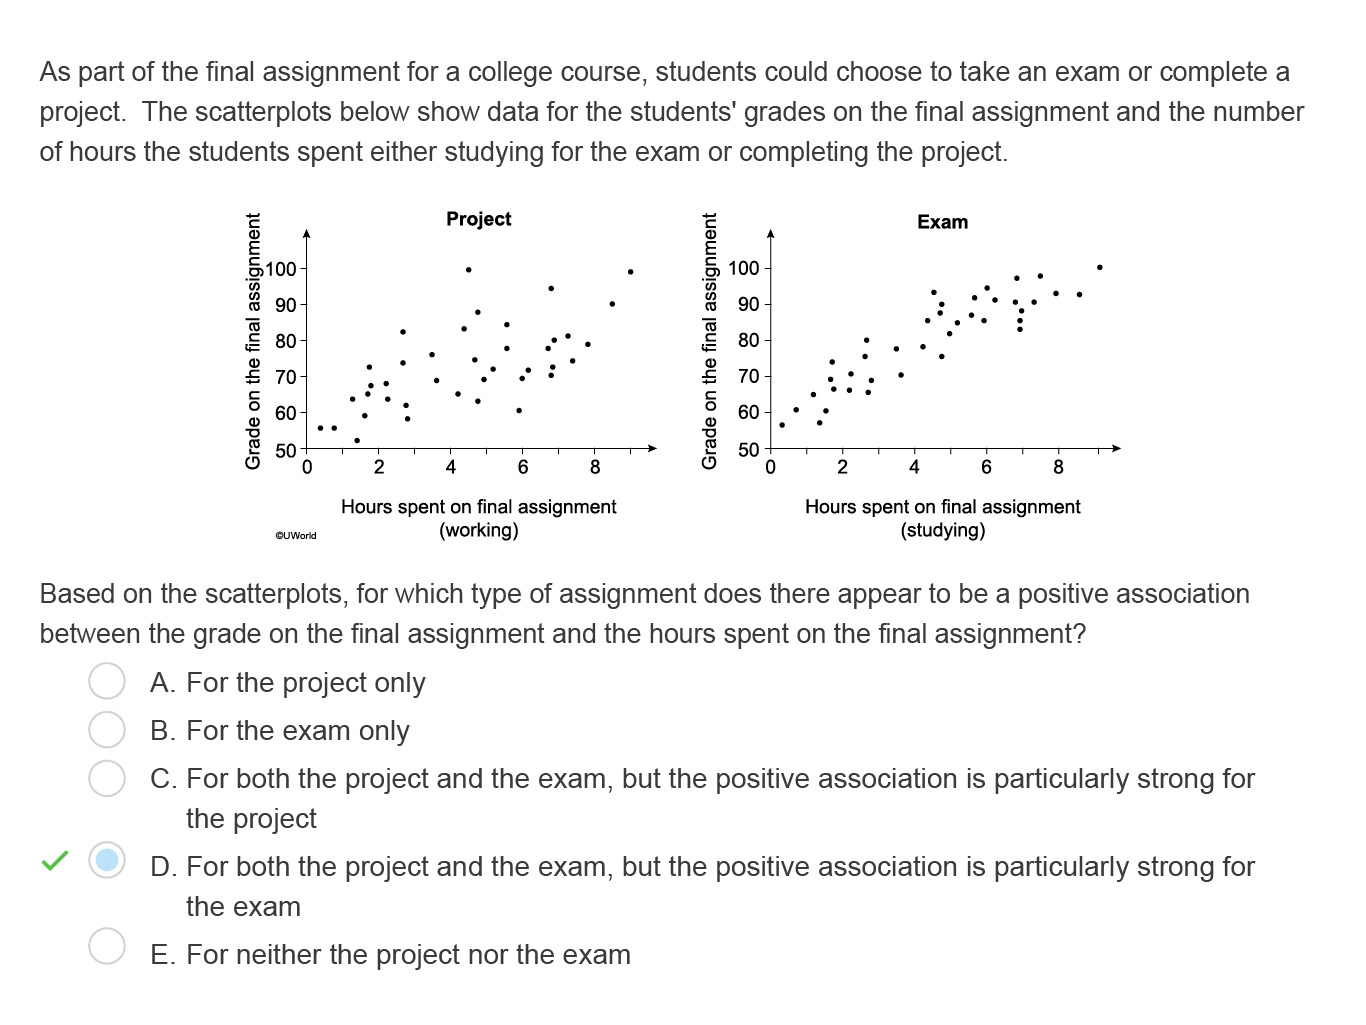 As part of the final assignment for a college course, students could choose to take an exam or complete a
project.  The scatterplots below show data for the students' grades on the final assignment and the number
of hours the students spent either studying for the exam or completing the project.
Project
Grade on the final assignment
100
90
80
70
60
50
0 2 4 6 8
Hours spent on final assignment
(working)
©UWorld
Exam
Grade on the final assignment
100
90
80
70
60
50
0 2 4 6 8
Hours spent on final assignment
(studying)
Based on the scatterplots, for which type of assignment does there appear to be a positive association
between the grade on the final assignment and the hours spent on the final assignment?
A. For the project only
B. For the exam only
C. For both the project and the exam, but the positive association is particularly strong for
the project
D. For both the project and the exam, but the positive association is particularly strong for
the exam
E. For neither the project nor the exam